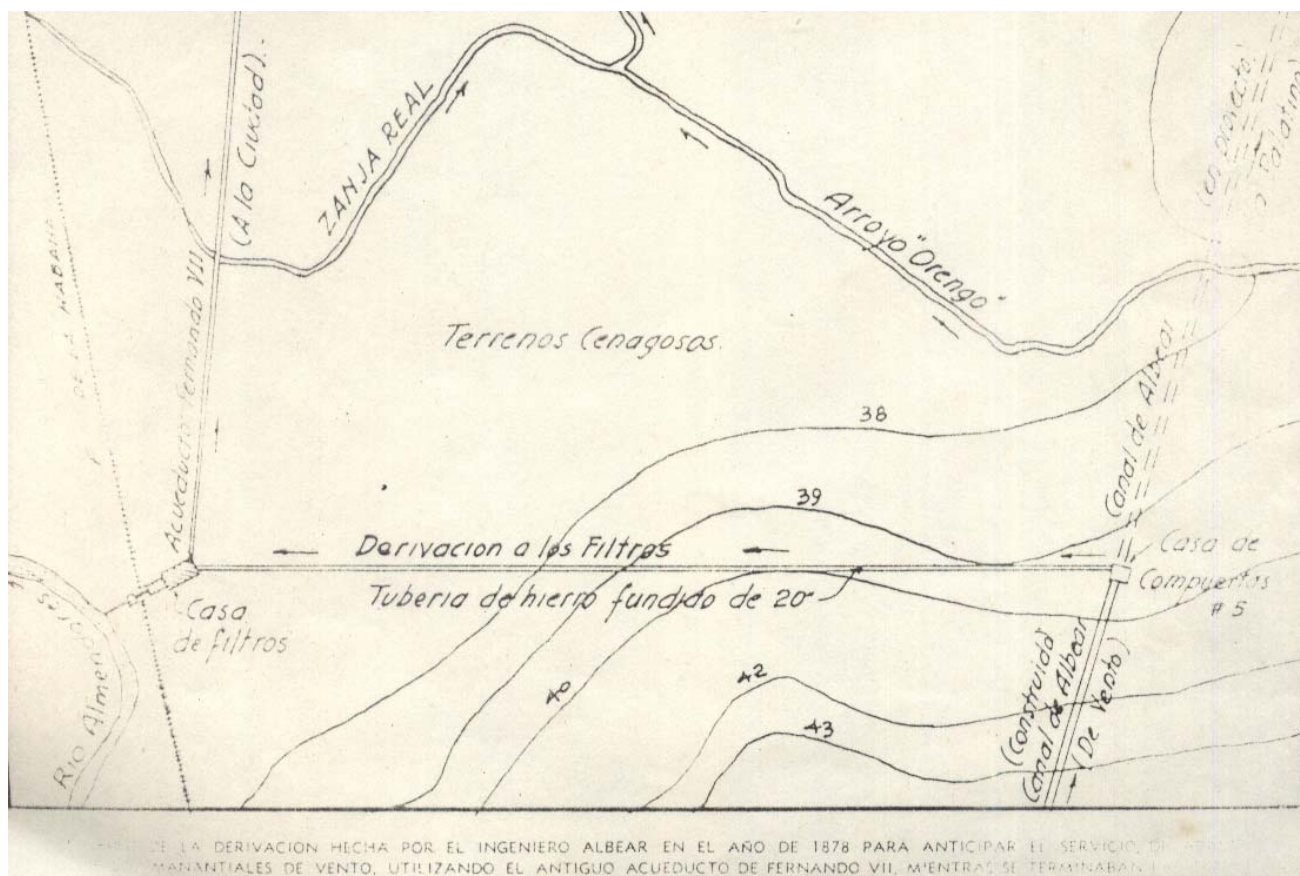 ZANJA REAL
(A la Ciudad).
Acueducto Fernando VII
DE LA HABANA
Arroyo "Orengo"
(en proyecto)
Palatino)
Terrenos Cenagosos.
Canal de Albear
38
39
Derivacion a los Filtros
Tuberia de hierro fundido de 20"
Casa de
Compuertas
# 5
Casa
de filtros
Rio Almendares
40
42
43
(Construido
Canal de Albear
(De Vento)
DE LA DERIVACION HECHA POR EL INGENIERO ALBEAR EN EL AÑO DE 1878 PARA ANTICIPAR EL SERVICIO, DE
MANANTIALES DE VENTO, UTILIZANDO EL ANTIGUO ACUEDUCTO DE FERNANDO VII, MIENTRAS SE TERMINABAN